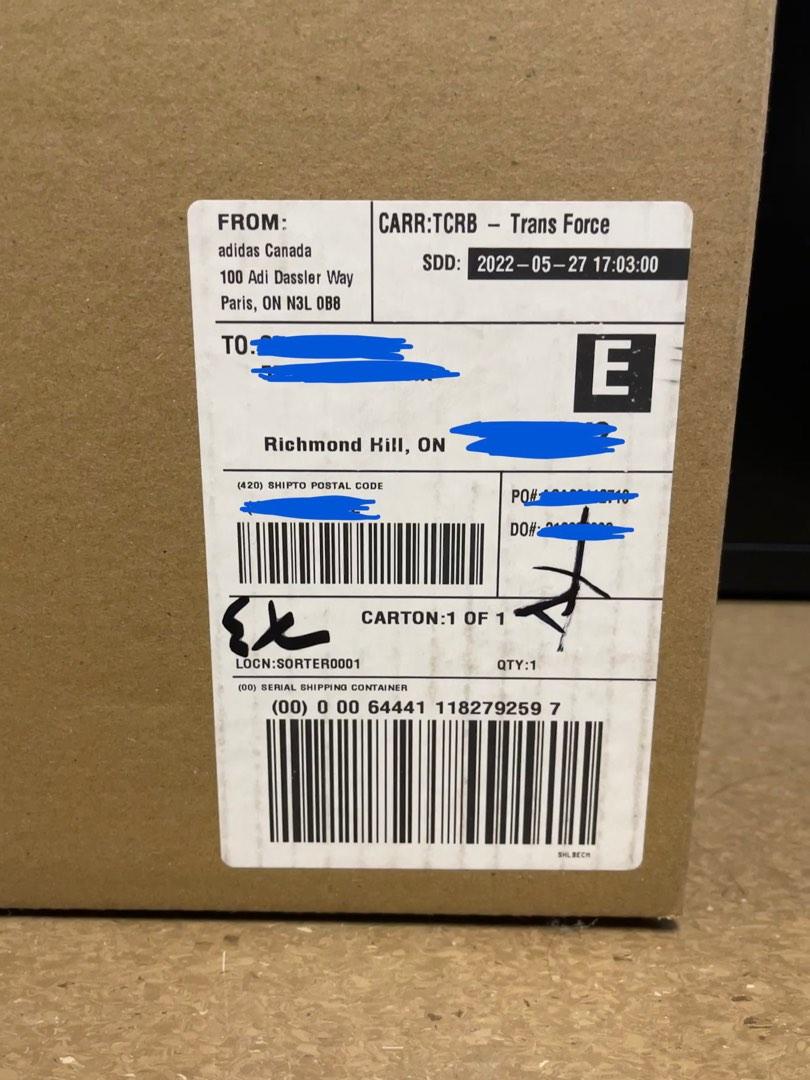 FROM:
adidas Canada
100 Adi Dassler Way
Paris, ON N3L 0B8
CARR:TCRB – Trans Force
SDD: 2022–05–27 17:03:00
TO:
E
Richmond Hill, ON
(420) SHIPTO POSTAL CODE
PO#:
DO#:
CARTON:1 OF 1
LOCN:SORTER0001
QTY:1
(00) SERIAL SHIPPING CONTAINER
(00) 0 00 64441 118279259 7